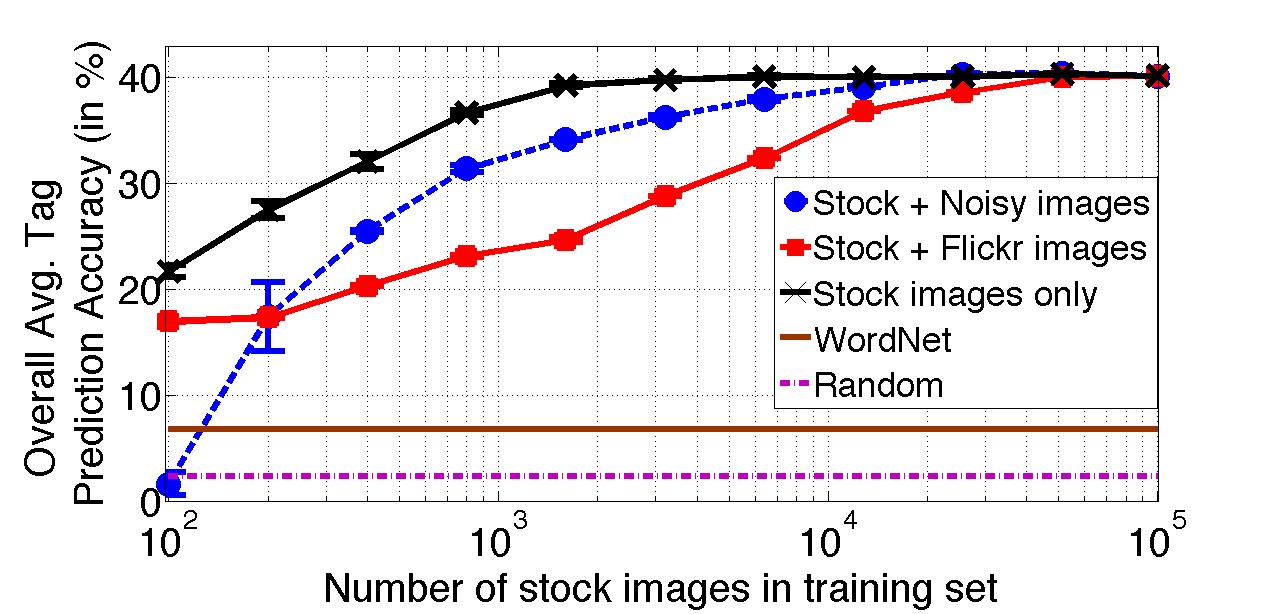 Overall Avg. Tag
Prediction Accuracy (in %)
40
30
20
10
0
10^2
10^3
10^4
10^5
Number of stock images in training set
Stock + Noisy images
Stock + Flickr images
Stock images only
WordNet
Random